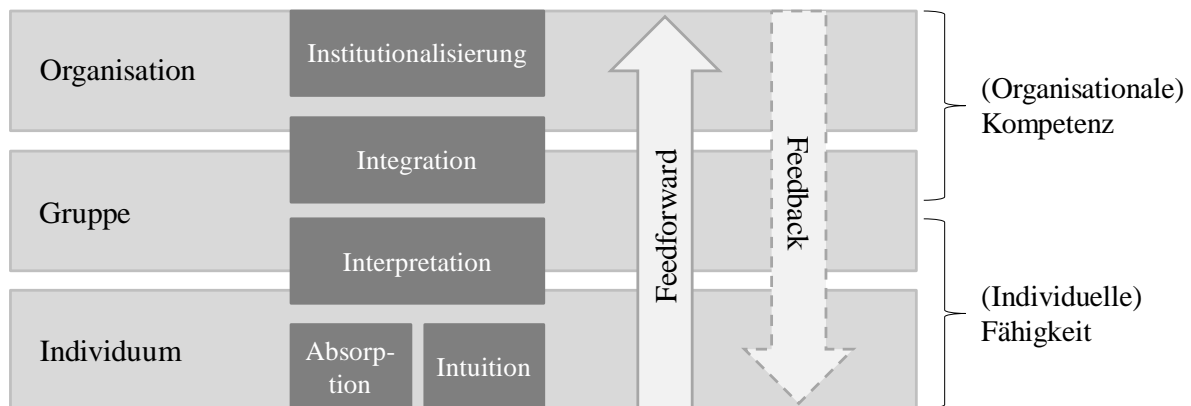 Organisation
Institutionalisierung
(Organisationale)
Kompetenz
Integration
Gruppe
Interpretation
Feedforward
Feedback
(Individuelle)
Fähigkeit
Individuum
Absorp-
tion
Intuition